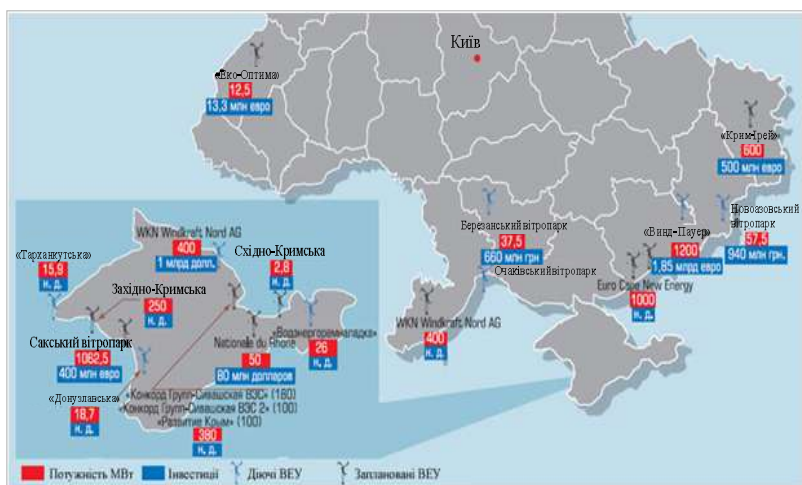 Київ
«Еко-Оптима»
12,5
13,3 млн евро
«Крим-Ірей»
600
500 млн евро
Березанський вітропарк
37,5
660 млн грн
Очаківський вітропарк
«Винд-Пауер»
1200
1,85 млрд евро
Новоазовський
вітропарк
57,5
940 млн грн.
Euro Cape New Energy
1000
н. д.
WKN Windkraft Nord AG
400
н. д.
WKN Windkraft Nord AG
400
1 млрд долл.
«Тарханкутська»
15,9
н. д.
Східно-Кримська
2,8
н. д.
Західно-Кримська
250
н. д.
Сакський вітропарк
1082,5
400 млн евро
«Донузлавська»
18,7
н. д.
Nationale du Rhone
50
80 млн долларов
«Водэнергоремналадка»
26
н. д.
«Конкорд Групп-Сивашская ВЭС» (180)
«Конкорд Групп-Сивашская ВЭС 2» (100)
«Развитие Крым» (100)
380
н. д.
Потужність МВт
Інвестиції
Діючі ВЕУ
Заплановані ВЕУ